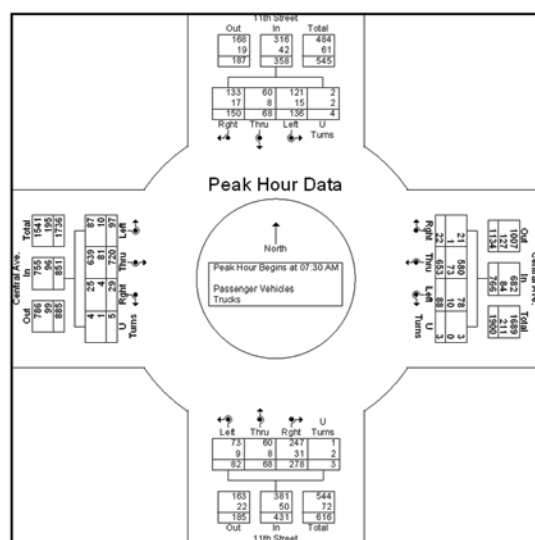 11th Street
Out In Total
168 316 484
19 42 61
187 358 545
133 60 121 2
17 8 15 2
150 68 136 4
Rght Thru Left U
Turns
Peak Hour Data
North
Peak Hour Begins at 07:30 AM
Passenger Vehicles
Trucks
Central Ave.
Out In Total
786 755 1541
99 96 195
885 851 1736
Left Thru Rght U
Turns
87 639 25 4
10 81 4 1
97 720 29 5
Out In Total
1007 682 1689
127 84 211
1134 766 1900
Rght Thru Left U
Turns
21 580 78 3
1 73 10 0
22 653 88 3
Central Ave.
Left Thru Rght U
Turns
73 60 247 1
9 8 31 2
82 68 278 3
163 381 544
22 50 72
185 431 616
Out In Total
11th Street